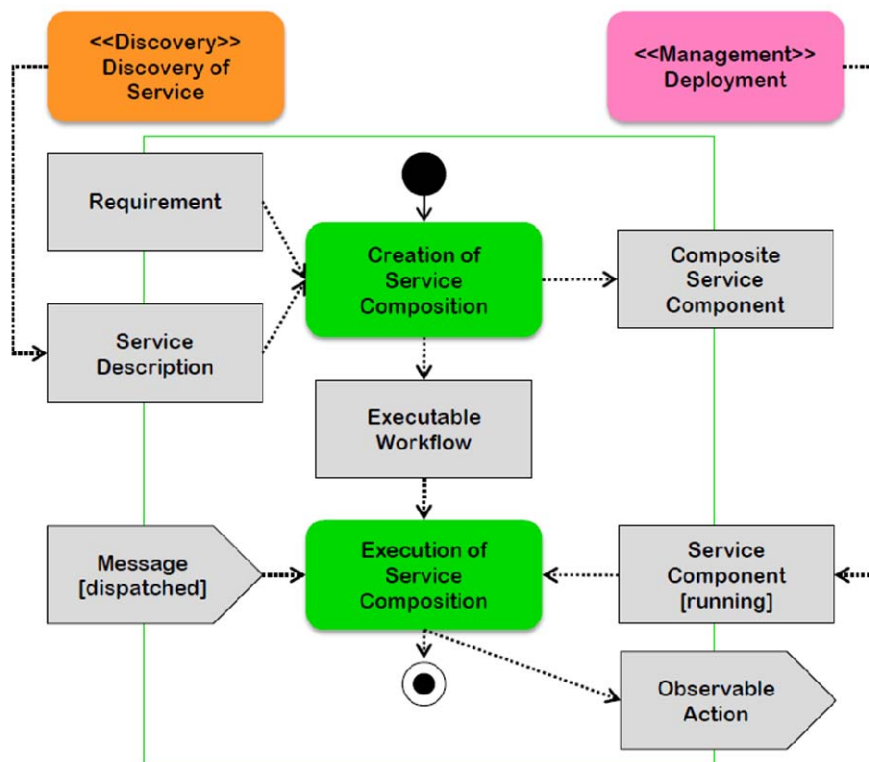 <<Discovery>>
Discovery of
Service
<<Management>>
Deployment
Requirement
Creation of
Service
Composition
Composite
Service
Component
Service
Description
Executable
Workflow
Message
[dispatched]
Execution of
Service
Composition
Service
Component
[running]
Observable
Action